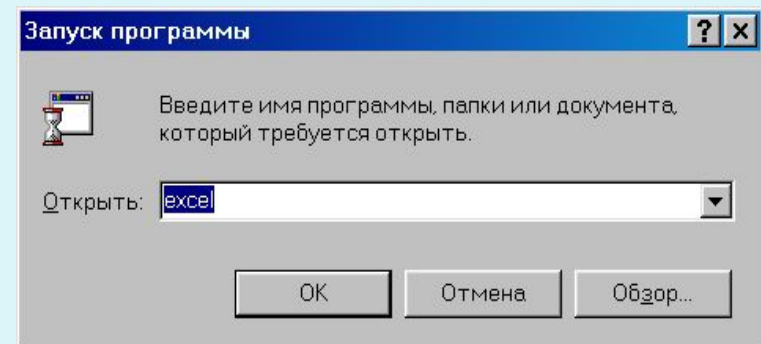 Запуск программы
Введите имя программы, папки или документа,
который требуется открыть.
Открыть: excel
OK Отмена Обзор...